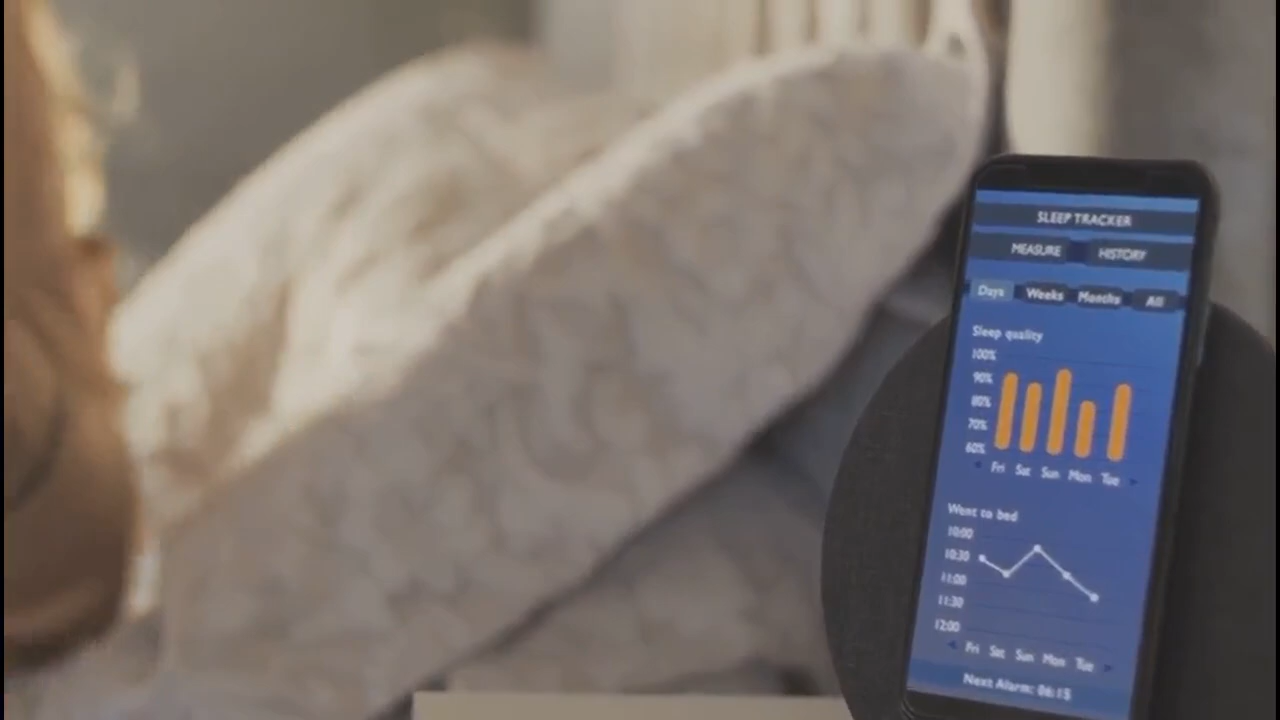 SLEEP TRACKER
MEASURE HISTORY
Days Weeks Months All
Sleep quality
100%
90%
80%
70%
60%
Fri Sat Sun Mon Tue
Went to bed
10:00
10:30
11:00
11:30
12:00
Fri Sat Sun Mon Tue
Next Alarm: 06:15